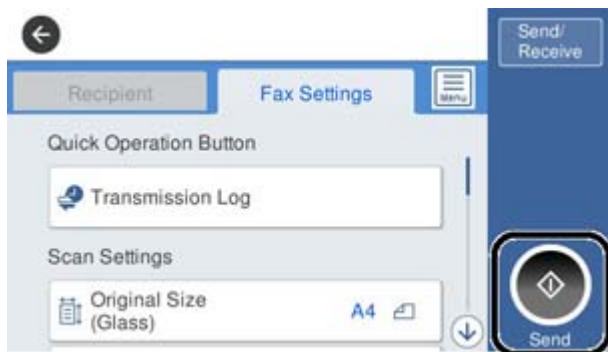 Send/
Receive
Recipient
Fax Settings
Menu
Quick Operation Button
Transmission Log
Scan Settings
Original Size
(Glass)
A4
Send